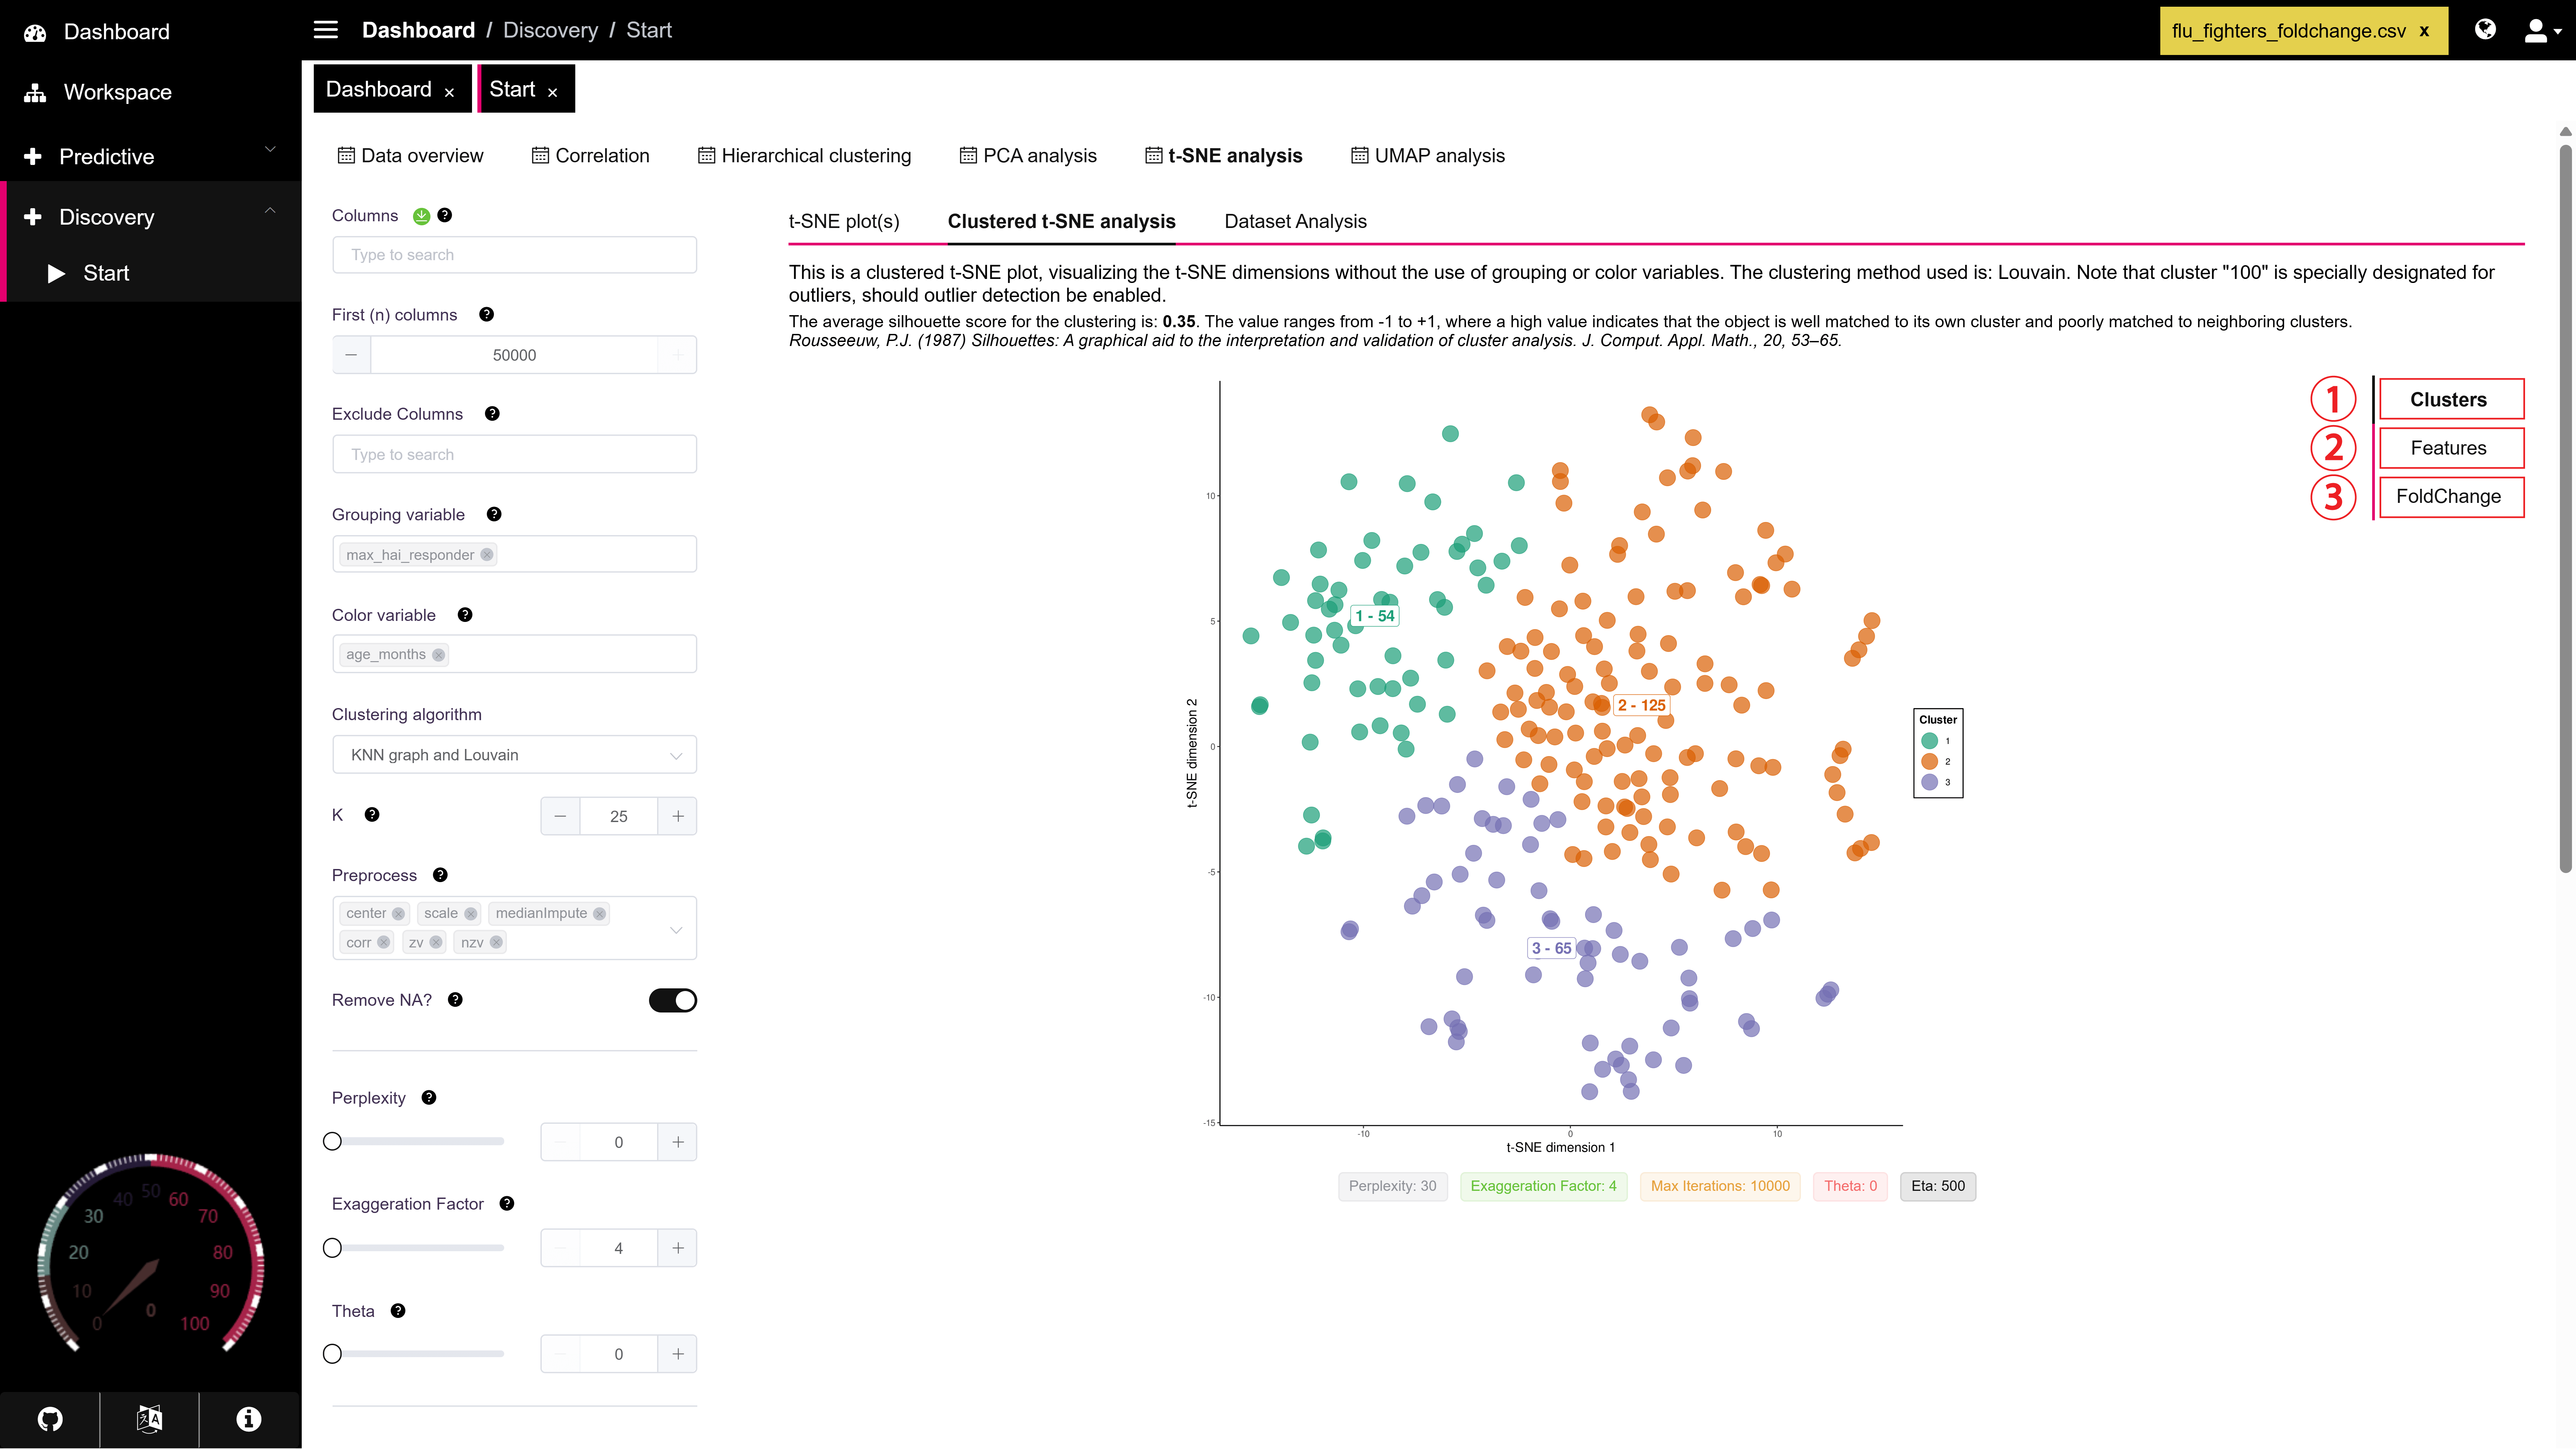 Dashboard
Workspace
Predictive
Discovery
Start
Dashboard / Discovery / Start
flu_fighters_foldchange.csv x
Dashboard × Start ×
Data overview Correlation Hierarchical clustering PCA analysis t-SNE analysis UMAP analysis
Columns
Type to search
First (n) columns
50000
Exclude Columns
Type to search
Grouping variable
max_hai_responder
Color variable
age_months
Clustering algorithm
KNN graph and Louvain
K 25
Preprocess
center scale medianImpute
corr zv nzv
Remove NA?
Perplexity
0
Exaggeration Factor
4
Theta
0
t-SNE plot(s) Clustered t-SNE analysis Dataset Analysis
This is a clustered t-SNE plot, visualizing the t-SNE dimensions without the use of grouping or color variables. The clustering method used is: Louvain. Note that cluster "100" is specially designated for
outliers, should outlier detection be enabled.
The average silhouette score for the clustering is: 0.35. The value ranges from -1 to +1, where a high value indicates that the object is well matched to its own cluster and poorly matched to neighboring clusters.
Rousseeuw, P.J. (1987) Silhouettes: A graphical aid to the interpretation and validation of cluster analysis. J. Comput. Appl. Math., 20, 53–65.
1 Clusters
2 Features
3 FoldChange
10
5
0
-5
-10
-15
t-SNE dimension 2
1 - 54
2 - 125
3 - 65
Cluster
1
2
3
-10 0 10
t-SNE dimension 1
Perplexity: 30 Exaggeration Factor: 4 Max Iterations: 10000 Theta: 0 Eta: 500
0 10 20 30 40 50 60 70 80 90 100
0